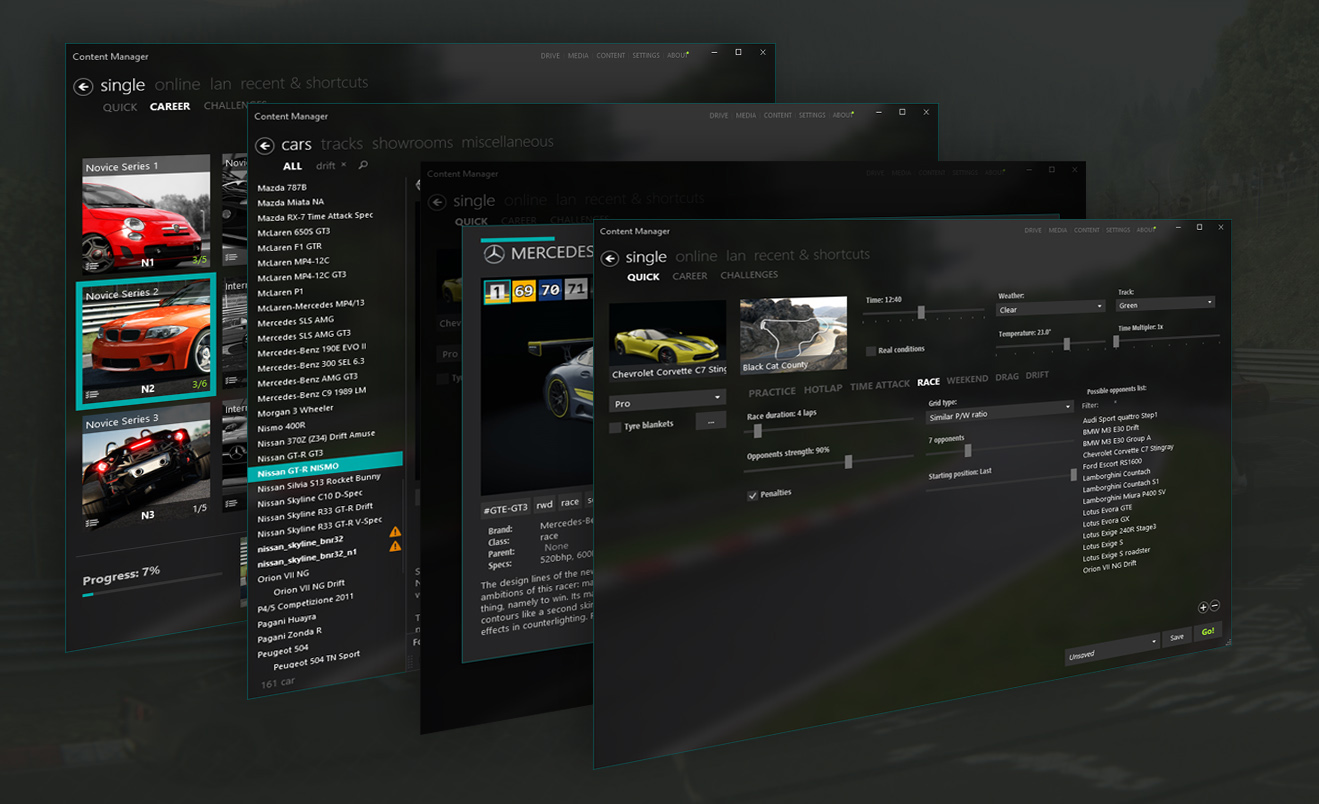 Content Manager
DRIVE MEDIA CONTENT SETTINGS ABOUT
single online lan recent & shortcuts
QUICK CAREER CHALLENGES
Novice Series 1
N1 3/5
Novice Series 2
N2 3/6
Novice Series 3
N3 1/5
Progress: 7%
Content Manager
DRIVE MEDIA CONTENT SETTINGS ABOUT
cars tracks showrooms miscellaneous
ALL drift ×
Mazda 787B
Mazda Miata NA
Mazda RX-7 Time Attack Spec
McLaren 650S GT3
McLaren F1 GTR
McLaren MP4-12C
McLaren MP4-12C GT3
McLaren P1
McLaren-Mercedes MP4/13
Mercedes SLS AMG
Mercedes SLS AMG GT3
Mercedes-Benz 190E EVO II
Mercedes-Benz 300 SEL 6.3
Mercedes-Benz AMG GT3
Mercedes-Benz C9 1989 LM
Morgan 3 Wheeler
Nismo 400R
Nissan 370Z (Z34) Drift Amuse
Nissan GT-R GT3
Nissan GT-R NISMO
Nissan Silvia S13 Rocket Bunny
Nissan Skyline C10 D-Spec
Nissan Skyline R33 GT-R Drift
Nissan Skyline R33 GT-R V-Spec
nissan_skyline_bnr32
nissan_skyline_bnr32_n1
Orion VII NG
Orion VII NG Drift
P4/5 Competizione 2011
Pagani Huayra
Pagani Zonda R
Peugeot 504
Peugeot 504 TN Sport
161 car
Content Manager
DRIVE MEDIA CONTENT SETTINGS ABOUT
single online lan recent & shortcuts
QUICK CAREER CHALLENGES
Chev
Pro
MERCEDES
1 69 70 71
#GTE-GT3 rwd race
Brand: Mercedes-Be
Class: race
Parent: None
Specs: 520bhp, 600
The design lines of the new
ambitions of this racer: ma
thing, namely to win. Its m
contours like a second skin
effects in counterlighting.
Content Manager
DRIVE MEDIA CONTENT SETTINGS ABOUT
single online lan recent & shortcuts
QUICK CAREER CHALLENGES
Chevrolet Corvette C7 Sting
Pro
Tyre blankets ...
Black Cat County
Time: 12:40
Real conditions
Weather:
Clear
Track:
Green
Temperature: 21.0°
Time Multipler: 1x
PRACTICE HOTLAP TIME ATTACK RACE WEEKEND DRAG DRIFT
Race duration: 4 laps
Opponents strength: 90%
Penalties
Grid type:
Similar P/W ratio
7 opponents
Starting position: Last
Possible opponents list:
Filter: *
Audi Sport quattro Step1
BMW M3 E30 Drift
BMW M3 E30 Group A
Chevrolet Corvette C7 Stingray
Ford Escort RS1600
Lamborghini Countach
Lamborghini Countach S1
Lamborghini Miura P400 SV
Lotus Evora GTE
Lotus Evora GX
Lotus Exige 240R Stage3
Lotus Exige S
Lotus Exige S roadster
Orion VII NG Drift
Unsaved
Save
Go!